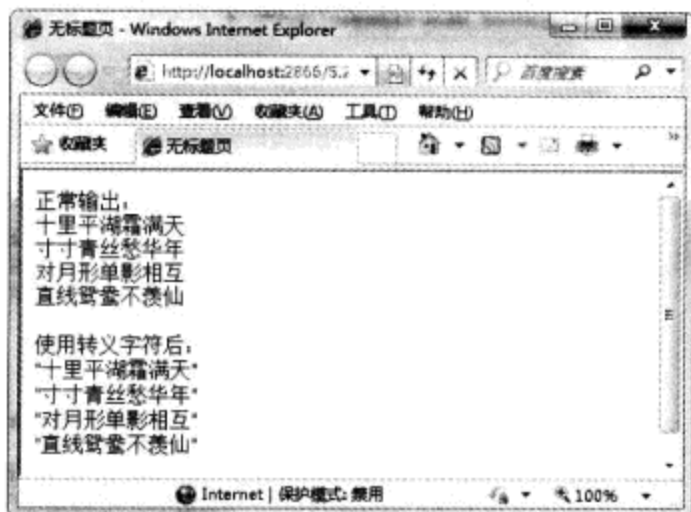 无标题页 - Windows Internet Explorer
http://localhost:2866/5.2
百度搜索
文件(F) 编辑(E) 查看(V) 收藏夹(A) 工具(T) 帮助(H)
收藏夹 无标题页
正常输出:
十里平湖霜满天
寸寸青丝愁华年
对月形单影相互
直线鸳鸯不羡仙
使用转义字符后:
"十里平湖霜满天"
"寸寸青丝愁华年"
"对月形单影相互"
"直线鸳鸯不羡仙"
Internet | 保护模式: 禁用 100%